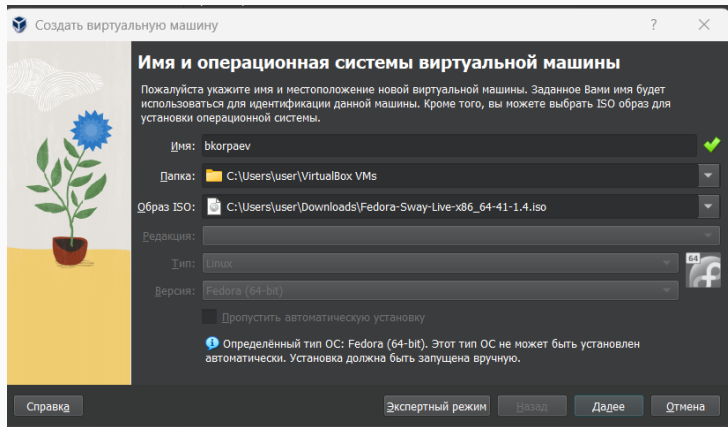 Создать виртуальную машину
?
Имя и операционная системы виртуальной машины
Пожалуйста укажите имя и местоположение новой виртуальной машины. Заданное Вами имя будет
использоваться для идентификации данной машины. Кроме того, вы можете выбрать ISO образ для
установки операционной системы.
Имя: bkorpaev
Папка: C:\Users\user\VirtualBox VMs
Образ ISO: C:\Users\user\Downloads\Fedora-Sway-Live-x86_64-41-1.4.iso
Редакция:
Тип: Linux
64
Версия: Fedora (64-bit)
Пропустить автоматическую установку
Определённый тип ОС: Fedora (64-bit). Этот тип ОС не может быть установлен
автоматически. Установка должна быть запущена вручную.
Справка Экспертный режим Назад Далее Отмена